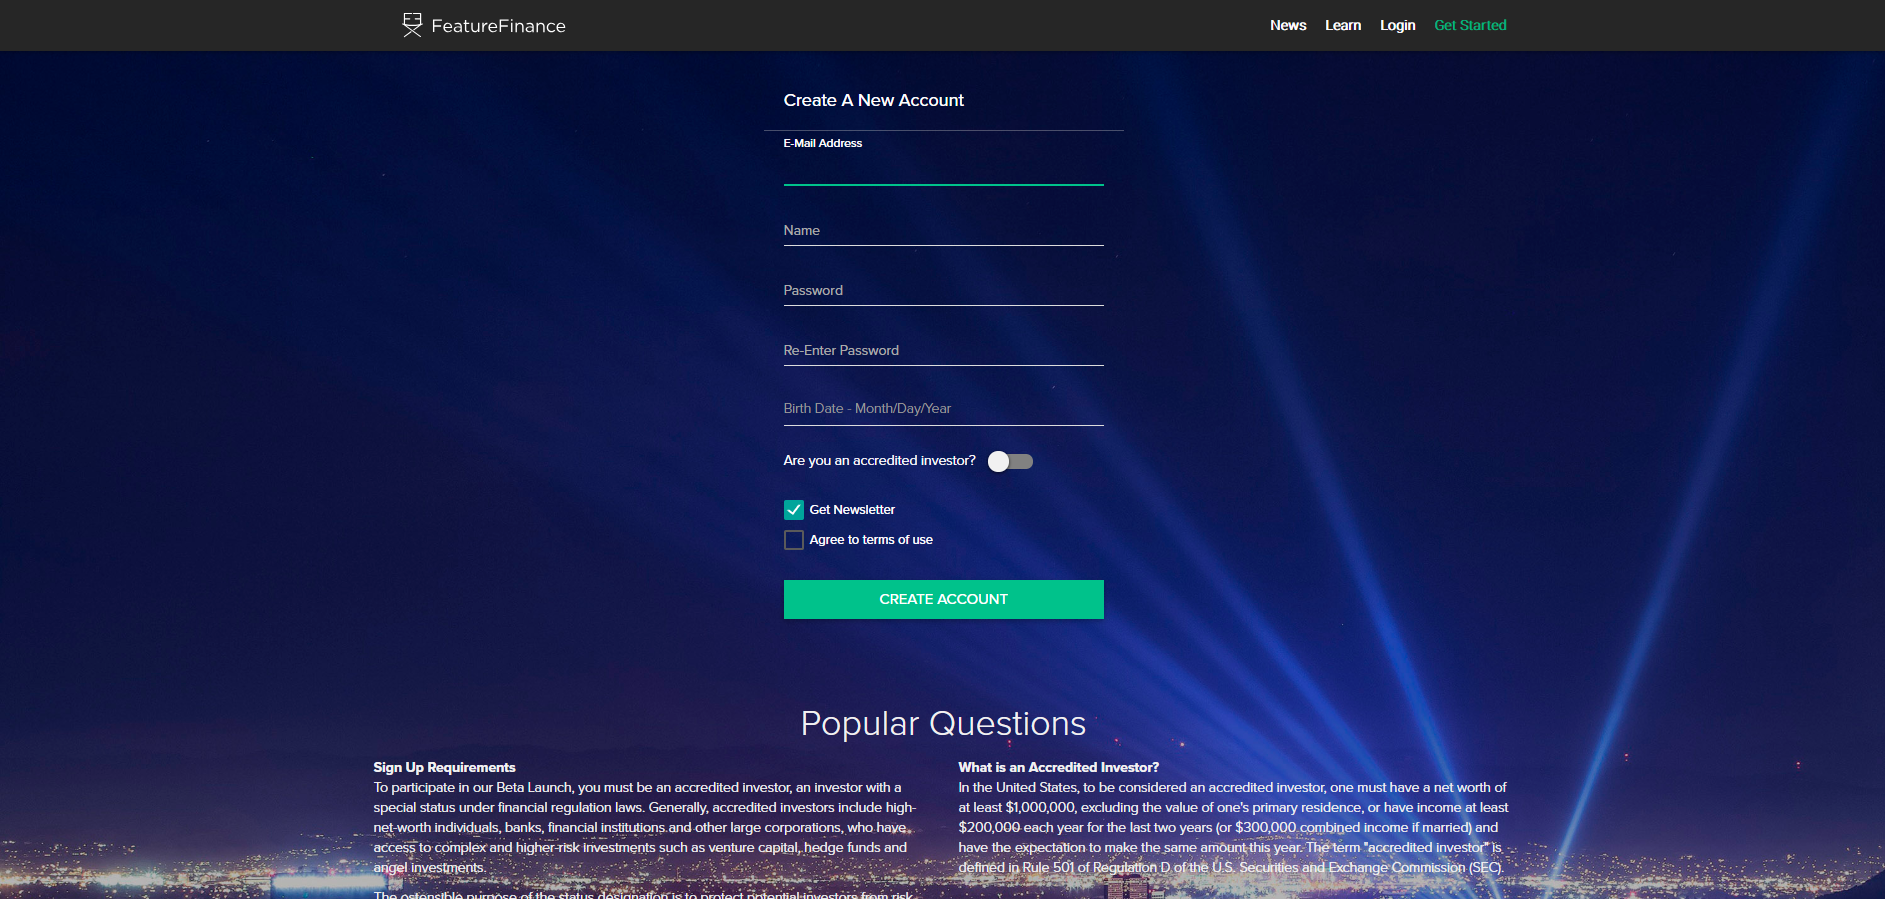 FeatureFinance
News Learn Login Get Started
Create A New Account
E-Mail Address
Name
Password
Re-Enter Password
Birth Date - Month/Day/Year
Are you an accredited investor?
Get Newsletter
Agree to terms of use
CREATE ACCOUNT
Popular Questions
Sign Up Requirements
To participate in our Beta Launch, you must be an accredited investor, an investor with a
special status under financial regulation laws. Generally, accredited investors include high-
net-worth individuals, banks, financial institutions and other large corporations, who have
access to complex and higher-risk investments such as venture capital, hedge funds and
angel investments.
The ostensible purpose of the status designation is to protect potential investors from risk
What is an Accredited Investor?
In the United States, to be considered an accredited investor, one must have a net worth of
at least $1,000,000, excluding the value of one's primary residence, or have income at least
$200,000 each year for the last two years (or $300,000 combined income if married) and
have the expectation to make the same amount this year. The term "accredited investor" is
defined in Rule 501 of Regulation D of the U.S. Securities and Exchange Commission (SEC).